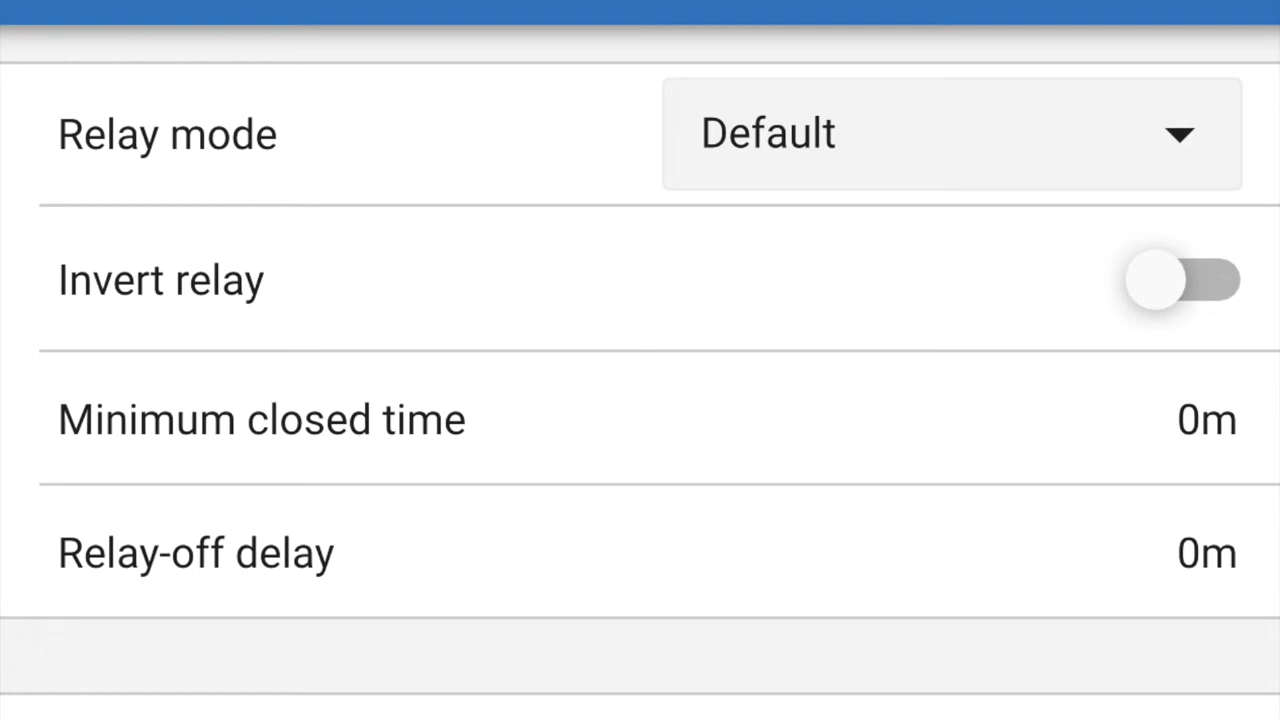 Relay mode Default
Invert relay
Minimum closed time 0m
Relay-off delay 0m